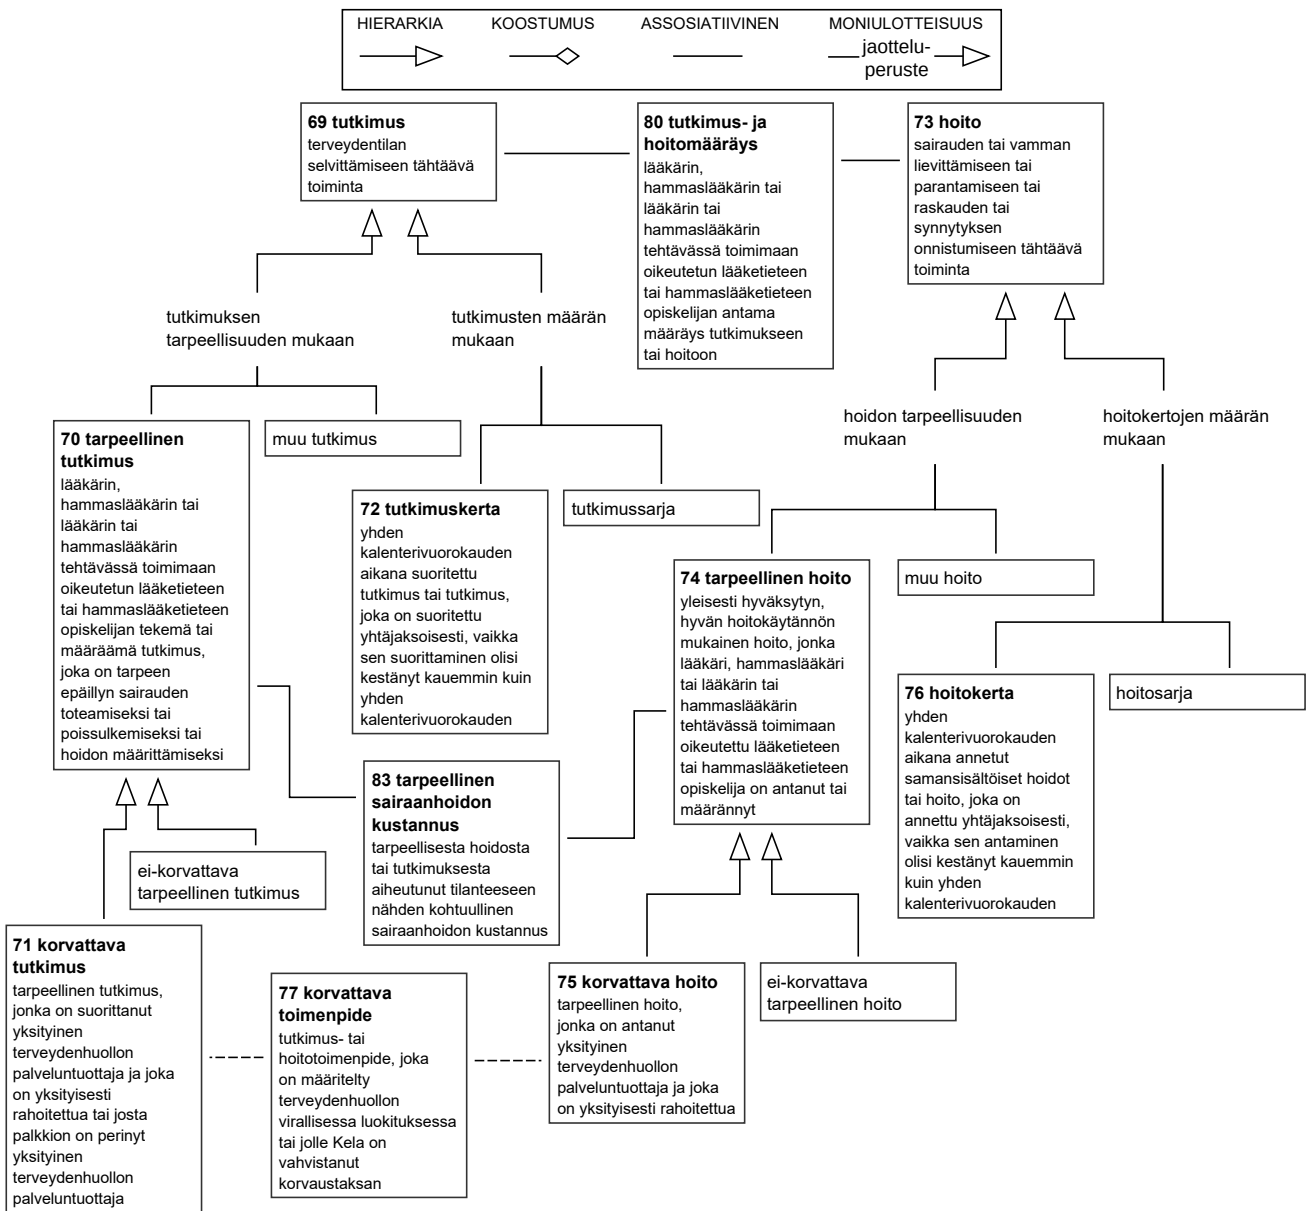 HIERARKIA
KOOSTUMUS
ASSOSIATIIVINEN
MONIULOTTEISUUS
jaottelu-
peruste
69 tutkimus
terveydentilan
selvittämiseen tähtäävä
toiminta
80 tutkimus- ja
hoitomääräys
lääkärin,
hammaslääkärin tai
lääkärin tai
hammaslääkärin
tehtävässä toimimaan
oikeutetun lääketieteen
tai hammaslääketieteen
opiskelijan antama
määräys tutkimukseen
tai hoitoon
73 hoito
sairauden tai vamman
lievittämiseen tai
parantamiseen tai
raskauden tai
synnytyksen
onnistumiseen tähtäävä
toiminta
tutkimuksen
tarpeellisuuden mukaan
tutkimusten määrän
mukaan
hoidon tarpeellisuuden
mukaan
hoitokertojen määrän
mukaan
70 tarpeellinen
tutkimus
lääkärin,
hammaslääkärin tai
lääkärin tai
hammaslääkärin
tehtävässä toimimaan
oikeutetun lääketieteen
tai hammaslääketieteen
opiskelijan tekemä tai
määräämä tutkimus,
joka on tarpeen
epäillyn sairauden
toteamiseksi tai
poissulkemiseksi tai
hoidon määrittämiseksi
muu tutkimus
72 tutkimuskerta
yhden
kalenterivuorokauden
aikana suoritettu
tutkimus tai tutkimus,
joka on suoritettu
yhtäjaksoisesti, vaikka
sen suorittaminen olisi
kestänyt kauemmin kuin
yhden
kalenterivuorokauden
tutkimussarja
74 tarpeellinen hoito
yleisesti hyväksytyn,
hyvän hoitokäytännön
mukainen hoito, jonka
lääkäri, hammaslääkäri
tai lääkärin tai
hammaslääkärin
tehtävässä toimimaan
oikeutettu lääketieteen
tai hammaslääketieteen
opiskelija on antanut tai
määrännyt
muu hoito
76 hoitokerta
yhden
kalenterivuorokauden
aikana annetut
samansisältöiset hoidot
tai hoito, joka on
annettu yhtäjaksoisesti,
vaikka sen antaminen
olisi kestänyt kauemmin
kuin yhden
kalenterivuorokauden
hoitosarja
83 tarpeellinen
sairaanhoidon
kustannus
tarpeellisesta hoidosta
tai tutkimuksesta
aiheutunut tilanteeseen
nähden kohtuullinen
sairaanhoidon kustannus
ei-korvattava
tarpeellinen tutkimus
71 korvattava
tutkimus
tarpeellinen tutkimus,
jonka on suorittanut
yksityinen
terveydenhuollon
palveluntuottaja ja joka
on yksityisesti
rahoitettua tai josta
palkkion on perinyt
yksityinen
terveydenhuollon
palveluntuottaja
77 korvattava
toimenpide
tutkimus- tai
hoitotoimenpide, joka
on määritelty
terveydenhuollon
virallisessa luokituksessa
tai jolle Kela on
vahvistanut
korvaustaksan
75 korvattava hoito
tarpeellinen hoito,
jonka on antanut
yksityinen
terveydenhuollon
palveluntuottaja ja joka
on yksityisesti rahoitettua
ei-korvattava
tarpeellinen hoito